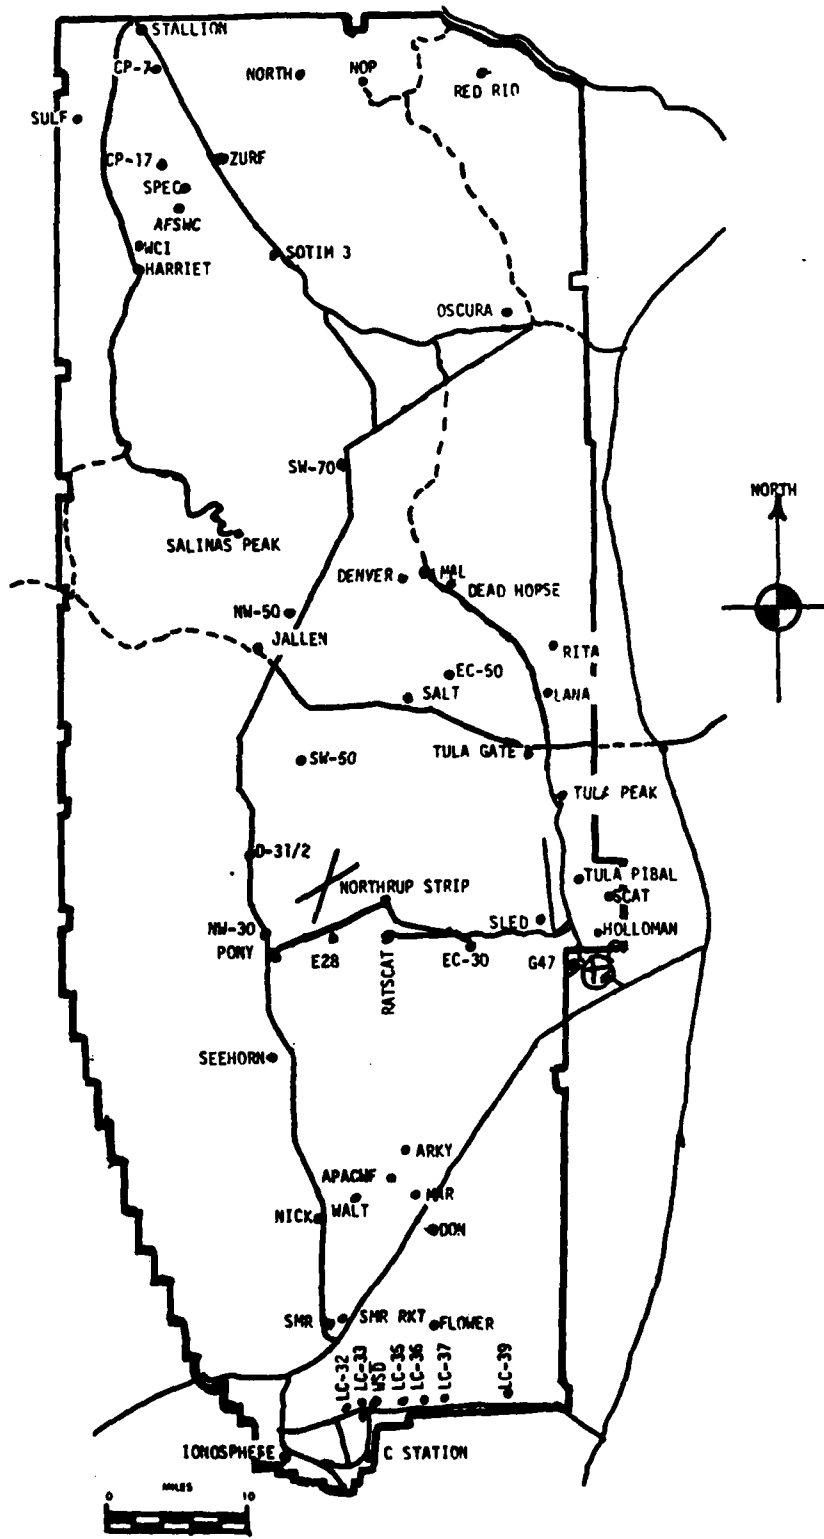 STALLION
CP-7
NORTH
NOP
RED RIO
SULF
CP-17
ZURF
SPEC
AFSWC
WCI
SOTIM 3
HARRIET
OSCURA
SW-70
NORTH
SALINAS PEAK
DENVER
MAL
DEAD HORSE
NW-50
JALLEN
RITA
EC-50
SALT
LANA
TULA GATE
SW-50
TULA PEAK
D-31/2
NORTHRUP STRIP
TULA PIBAL
SCAT
SLED
NW-30
HOLLOMAN
PONY
E28
RATSCAT
EC-30
G47
SEEHORN
ARKY
APACWF
MAR
WALT
NICK
DON
SMR
SMR RKT
FLOWER
LC-32
LC-33
WSD
LC-35
LC-36
LC-37
LC-39
IONOSPHERE
C STATION
MILES
0 10